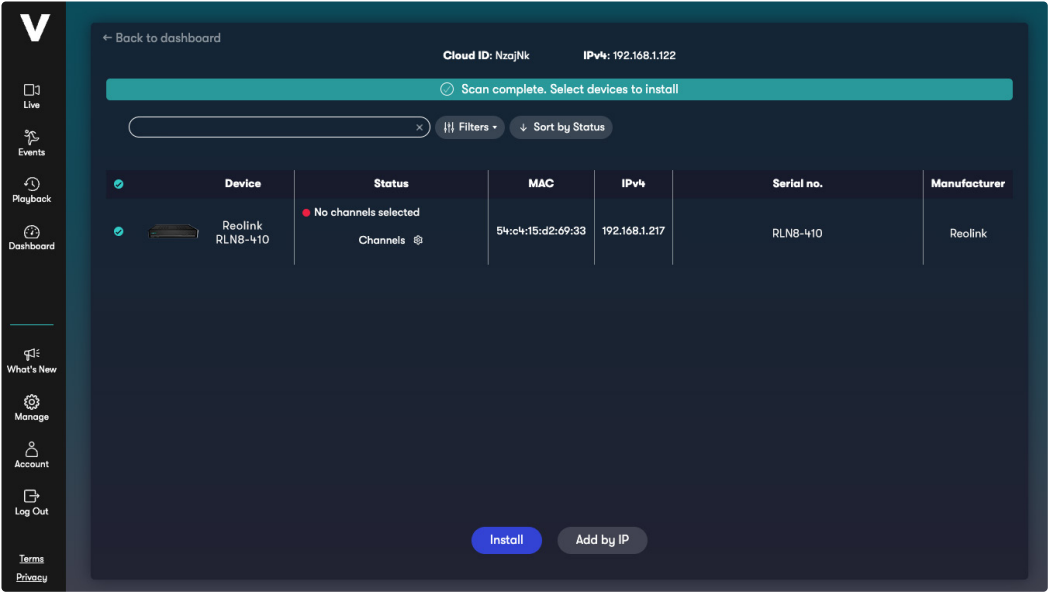 V
← Back to dashboard
Cloud ID: NzajNk IPv4: 192.168.1.122
Scan complete. Select devices to install
Filters
↓ Sort by Status
Device Status MAC IPv4 Serial no. Manufacturer
No channels selected
Reolink
RLN8-410
Channels
54:c4:15:d2:69:33 192.168.1.217 RLN8-410 Reolink
Install Add by IP
Live
Events
Playback
Dashboard
What's New
Manage
Account
Log Out
Terms
Privacy